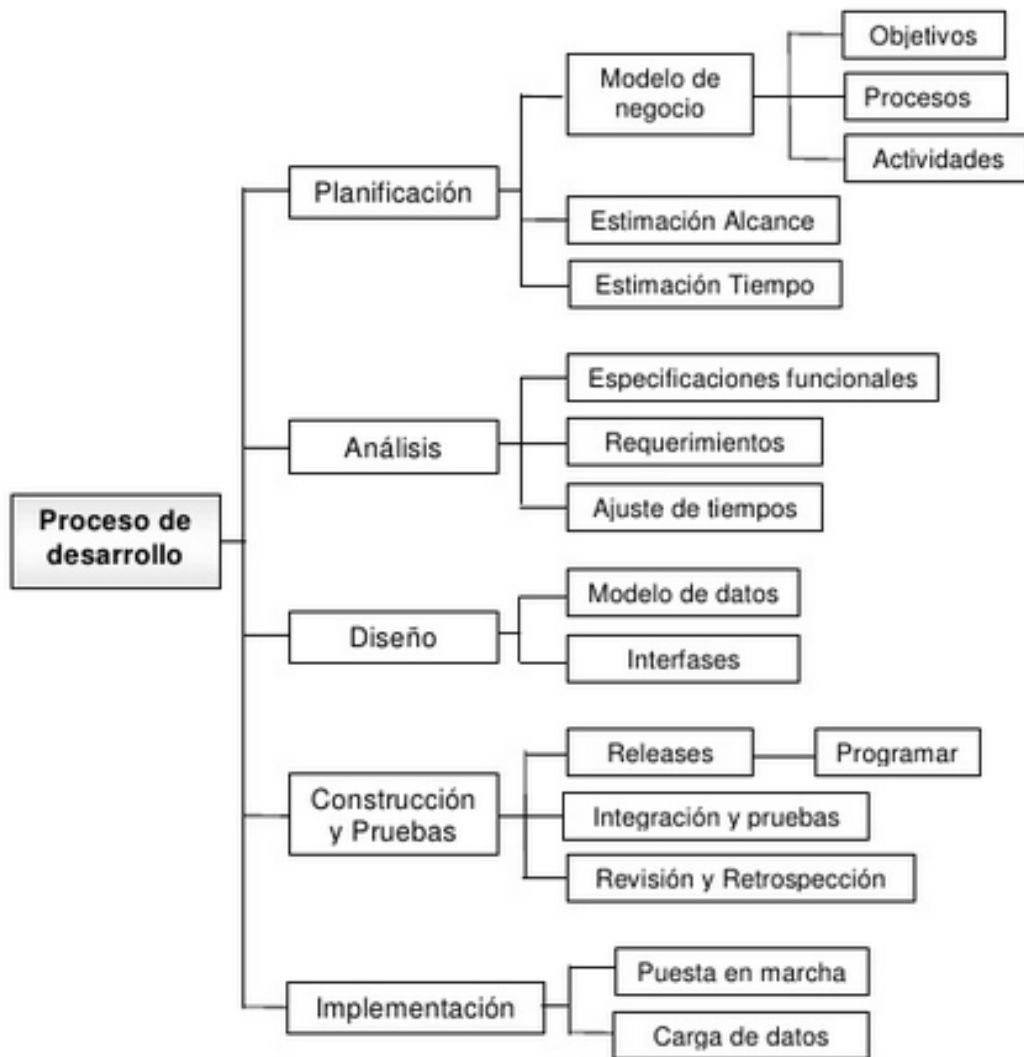 Objetivos
Modelo de
negocio
Procesos
Actividades
Planificación
Estimación Alcance
Estimación Tiempo
Especificaciones funcionales
Análisis
Requerimientos
Ajuste de tiempos
Proceso de
desarrollo
Modelo de datos
Diseño
Interfases
Releases
Programar
Construcción
y Pruebas
Integración y pruebas
Revisión y Retrospección
Puesta en marcha
Implementación
Carga de datos